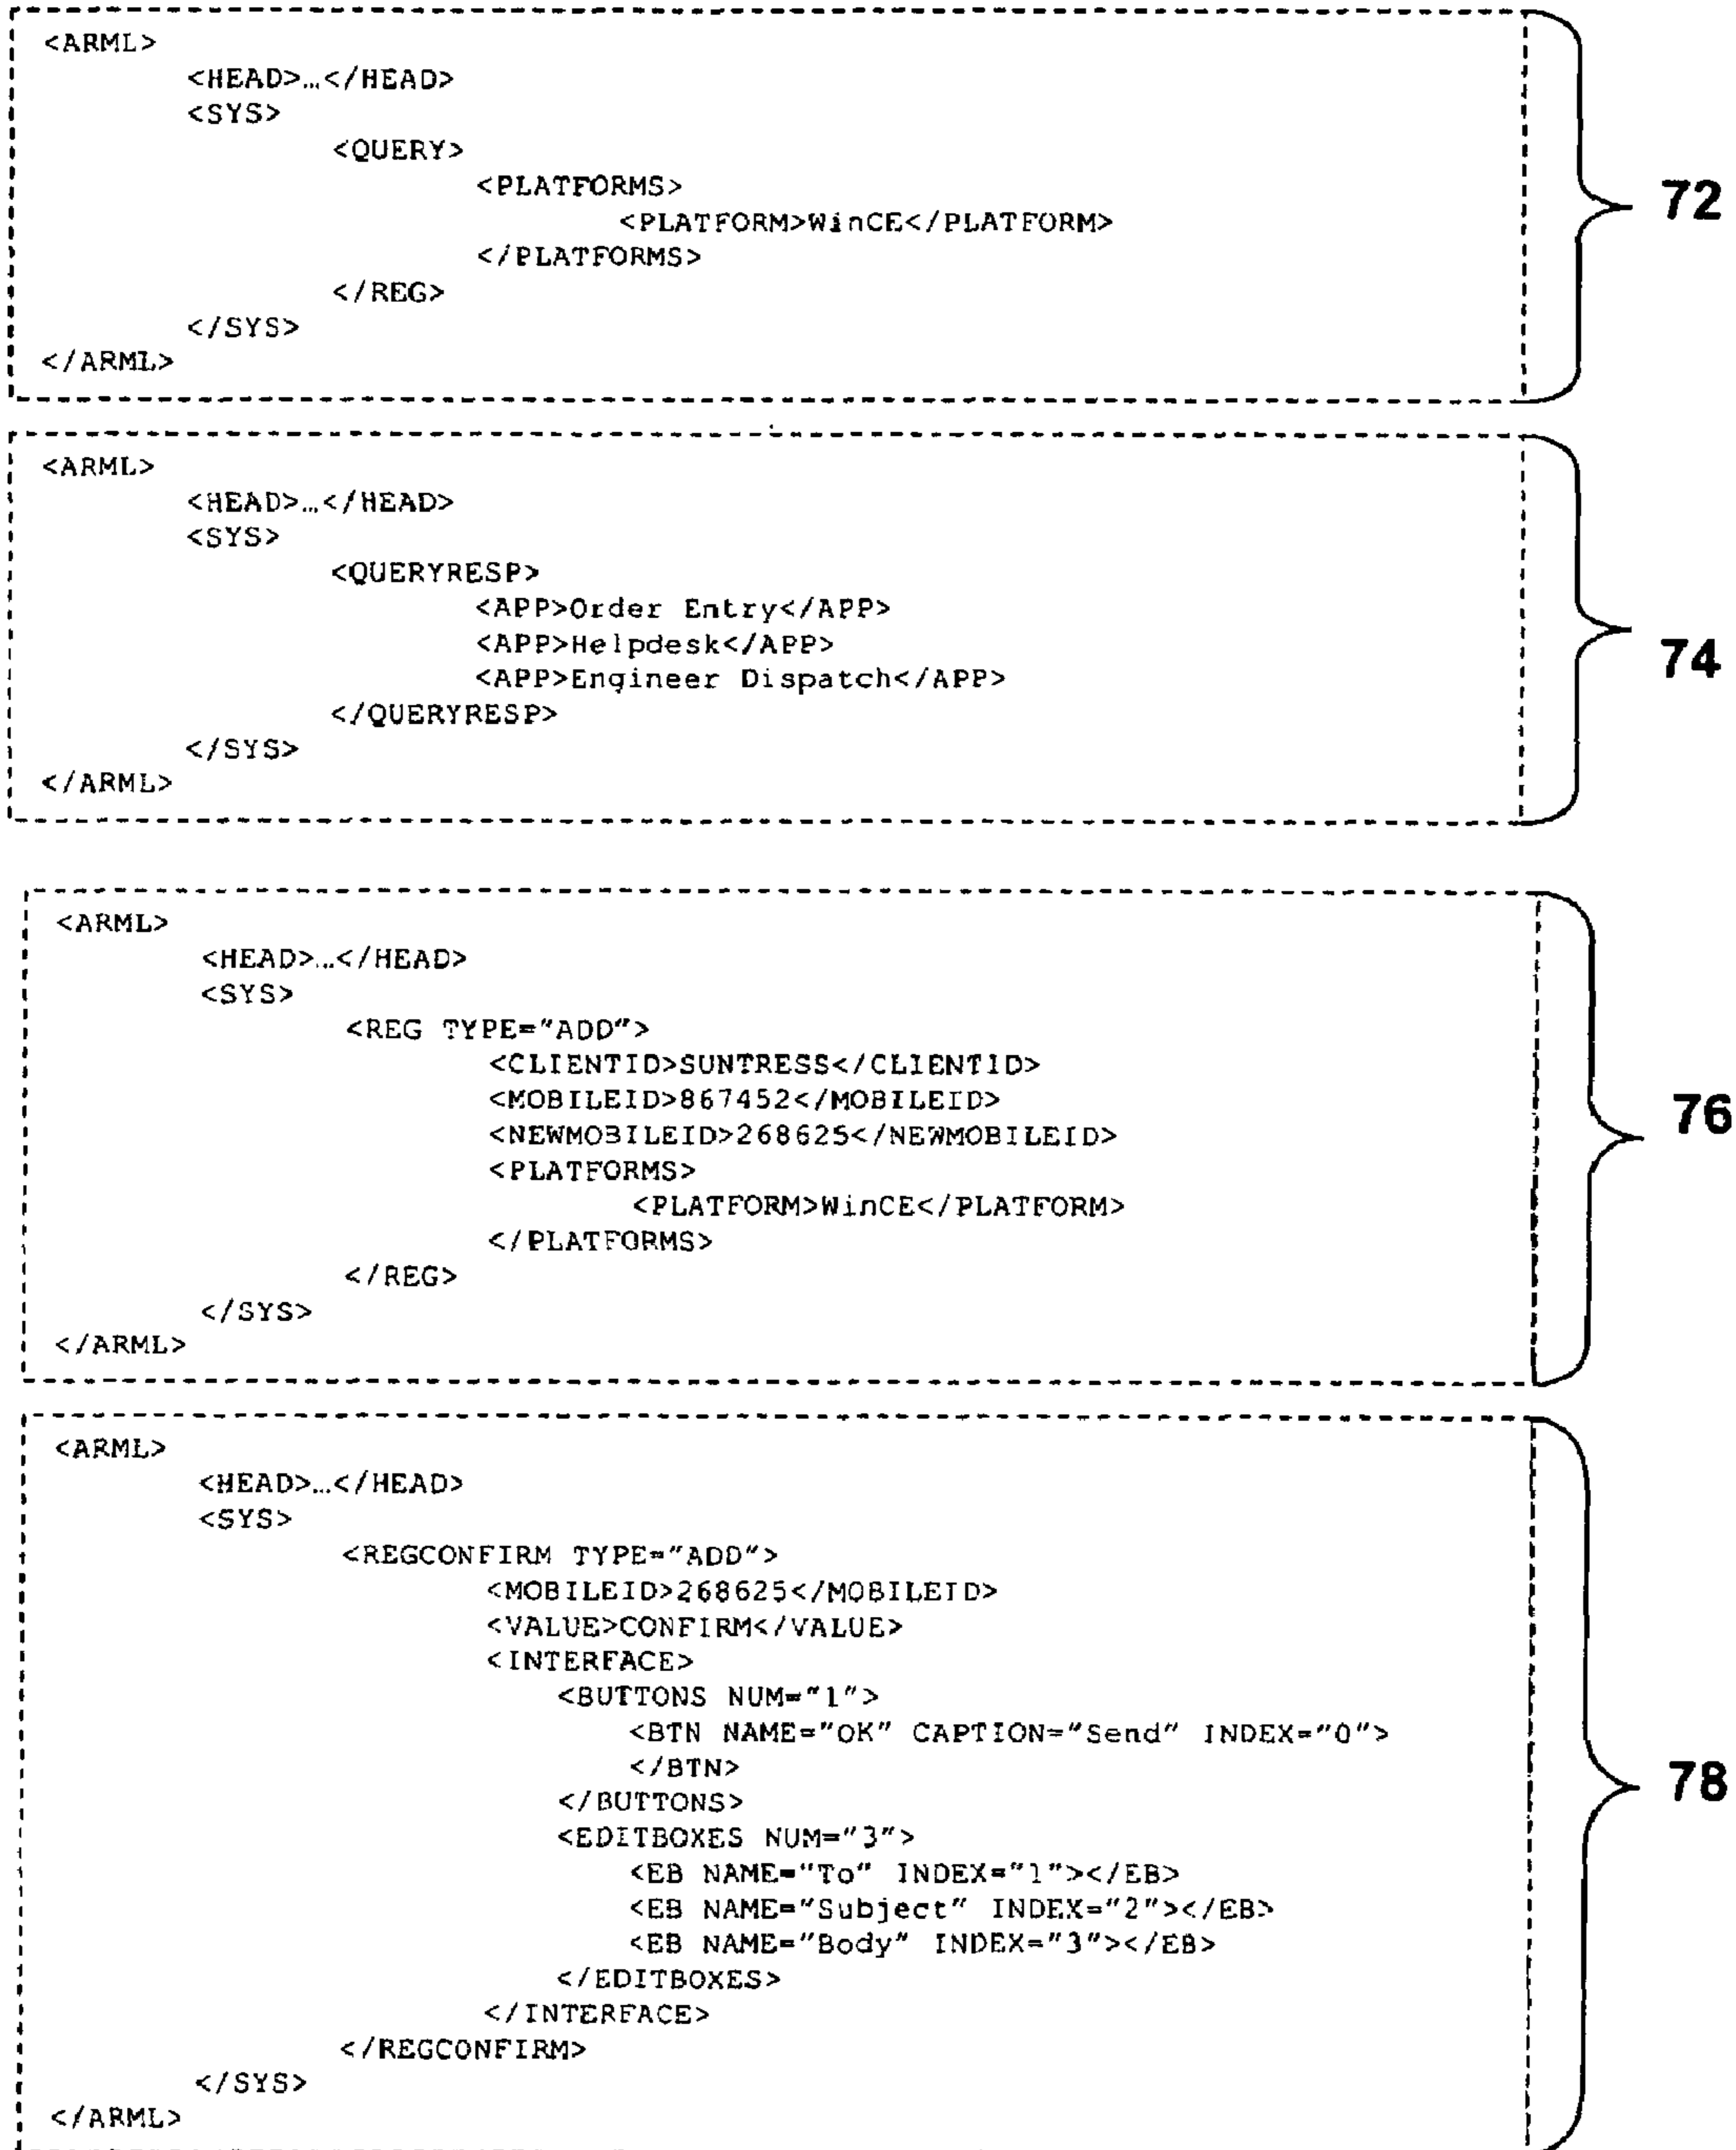 <ARML>
<HEAD>…</HEAD>
<SYS>
<QUERY>
<PLATFORMS>
<PLATFORM>WinCE</PLATFORM>
</PLATFORMS>
</REG>
</SYS>
</ARML>
72
<ARML>
<HEAD>…</HEAD>
<SYS>
<QUERYRESP>
<APP>Order Entry</APP>
<APP>Helpdesk</APP>
<APP>Engineer Dispatch</APP>
</QUERYRESP>
</SYS>
</ARML>
74
<ARML>
<HEAD>…</HEAD>
<SYS>
<REG TYPE="ADD">
<CLIENTID>SUNTRESS</CLIENTID>
<MOBILEID>867452</MOBILEID>
<NEWMOBILEID>268625</NEWMOBILEID>
<PLATFORMS>
<PLATFORM>WinCE</PLATFORM>
</PLATFORMS>
</REG>
</SYS>
</ARML>
76
<ARML>
<HEAD>…</HEAD>
<SYS>
<REGCONFIRM TYPE="ADD">
<MOBILEID>268625</MOBILEID>
<VALUE>CONFIRM</VALUE>
<INTERFACE>
<BUTTONS NUM="1">
<BTN NAME="OK" CAPTION="Send" INDEX="0">
</BTN>
</BUTTONS>
<EDITBOXES NUM="3">
<EB NAME="To" INDEX="1"></EB>
<EB NAME="Subject" INDEX="2"></EB>
<EB NAME="Body" INDEX="3"></EB>
</EDITBOXES>
</INTERFACE>
</REGCONFIRM>
</SYS>
</ARML>
78